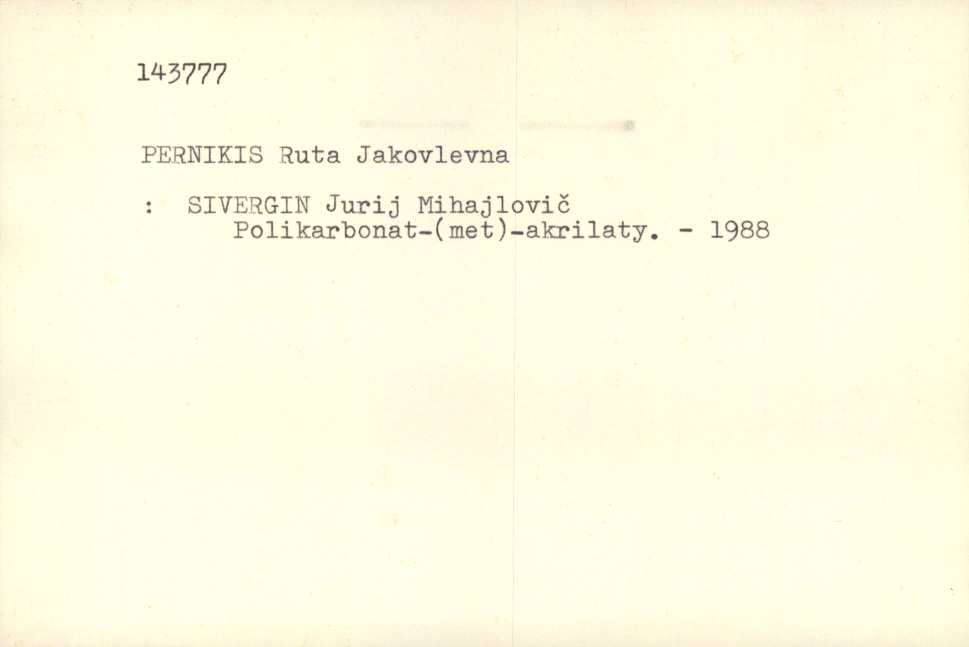 143777
PERNIKIS Ruta Jakovlevna
: SIVERGIN Jurij Mihajlovič
Polikarbonat-(met)-akrilaty. - 1988